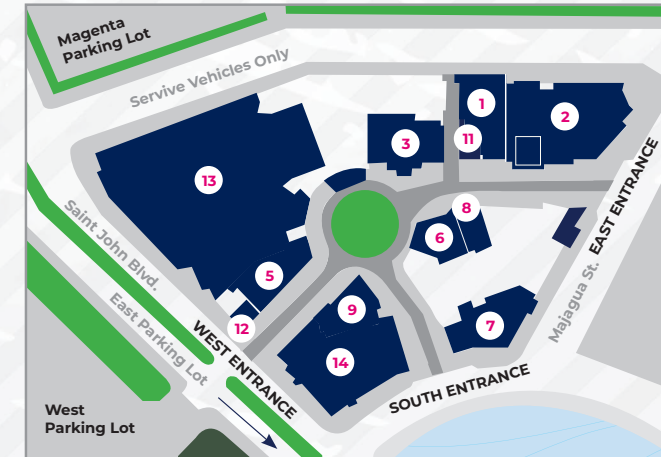 Magenta
Parking Lot
Servive Vehicles Only
1
2
3
11
13
8
6
5
9
12
7
14
Saint John Blvd.
East Parking Lot
WEST ENTRANCE
SOUTH ENTRANCE
Majagua St.
EAST ENTRANCE
West
Parking Lot